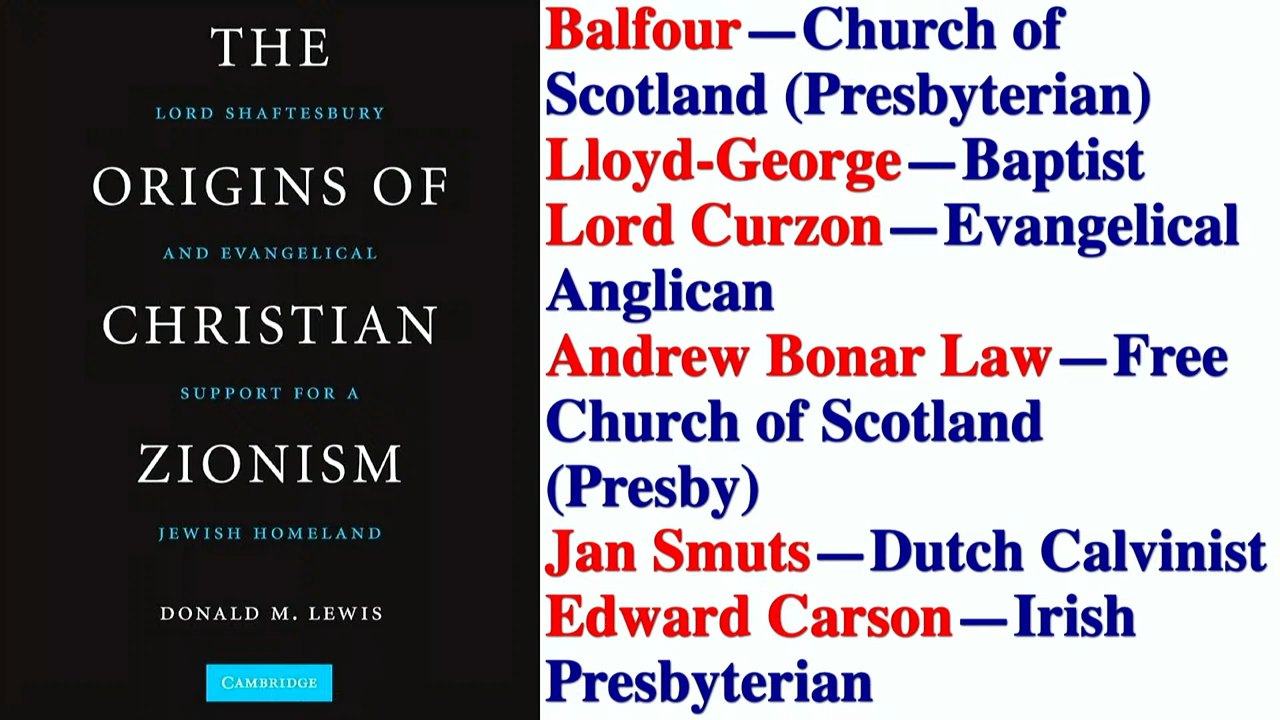 THE
LORD SHAFTESBURY
ORIGINS OF
AND EVANGELICAL
CHRISTIAN
SUPPORT FOR A
ZIONISM
JEWISH HOMELAND
DONALD M. LEWIS
CAMBRIDGE
Balfour—Church of
Scotland (Presbyterian)
Lloyd-George—Baptist
Lord Curzon—Evangelical
Anglican
Andrew Bonar Law—Free
Church of Scotland
(Presby)
Jan Smuts—Dutch Calvinist
Edward Carson—Irish
Presbyterian